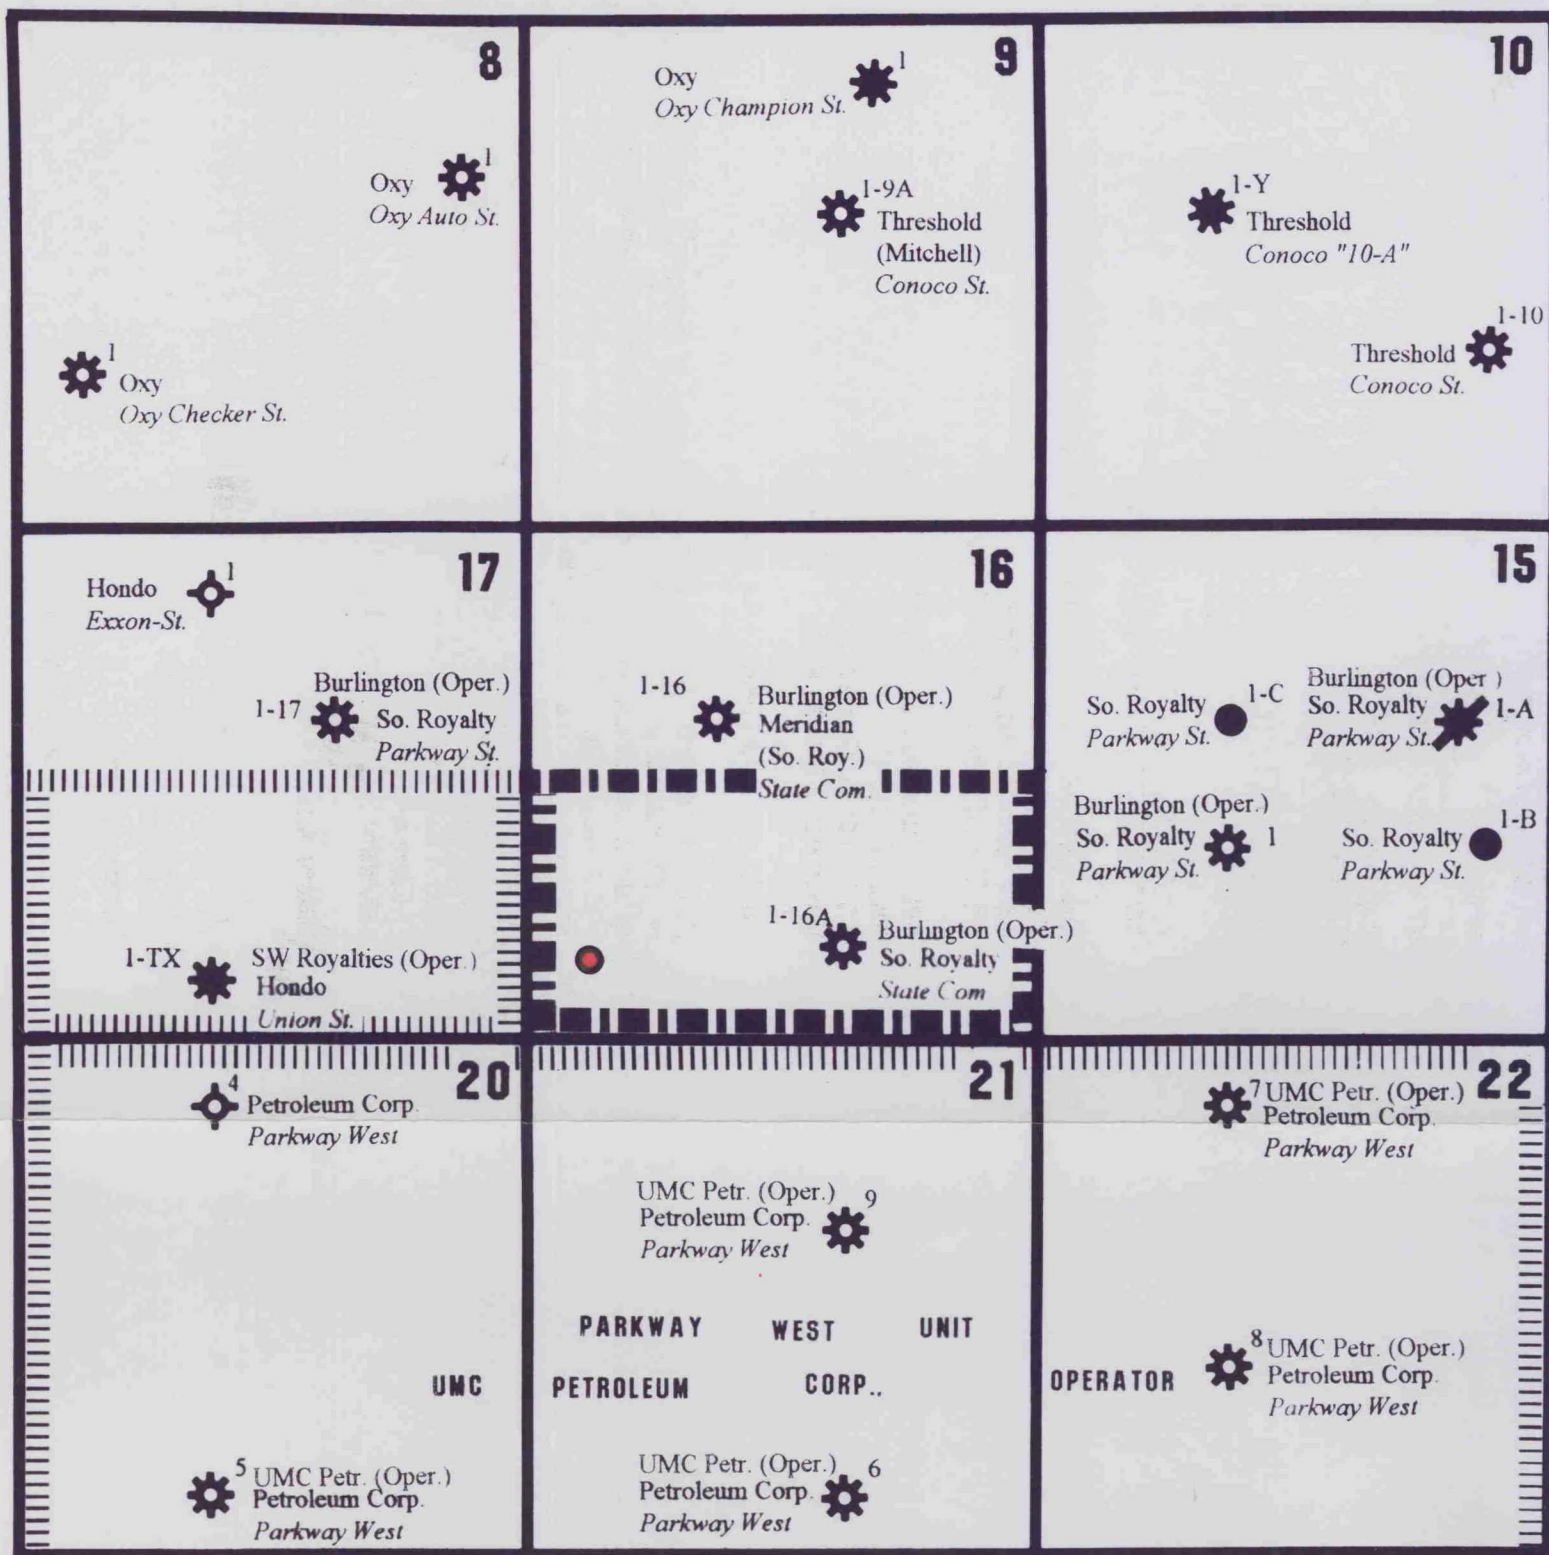 8
Oxy
1
Oxy Auto St.
1
Oxy
Oxy Checker St.
9
Oxy
1
Oxy Champion St.
1-9A
Threshold
(Mitchell)
Conoco St.
10
1-Y
Threshold
Conoco "10-A"
1-10
Threshold
Conoco St.
17
Hondo
1
Exxon-St.
Burlington (Oper.)
1-17
So. Royalty
Parkway St.
1-TX
SW Royalties (Oper.)
Hondo
Union St.
16
1-16
Burlington (Oper.)
Meridian
(So. Roy.)
State Com.
1-16A
Burlington (Oper.)
So. Royalty
State Com
15
So. Royalty
1-C
Parkway St.
Burlington (Oper )
So. Royalty
1-A
Parkway St.
Burlington (Oper.)
So. Royalty
1
Parkway St.
So. Royalty
1-B
Parkway St.
20
4
Petroleum Corp.
Parkway West
5
UMC Petr. (Oper.)
Petroleum Corp.
Parkway West
21
UMC Petr. (Oper.)
9
Petroleum Corp.
Parkway West
PARKWAY WEST UNIT
UMC PETROLEUM CORP.. OPERATOR
UMC Petr. (Oper.)
6
Petroleum Corp.
Parkway West
22
7
UMC Petr. (Oper.)
Petroleum Corp.
Parkway West
8
UMC Petr. (Oper.)
Petroleum Corp.
Parkway West